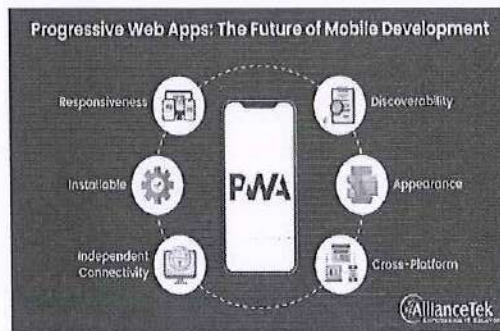 Progressive Web Apps: The Future of Mobile Development
Responsiveness
Discoverability
PWA
Installable
Appearance
Independent
Connectivity
Cross-Platform
AllianceTek